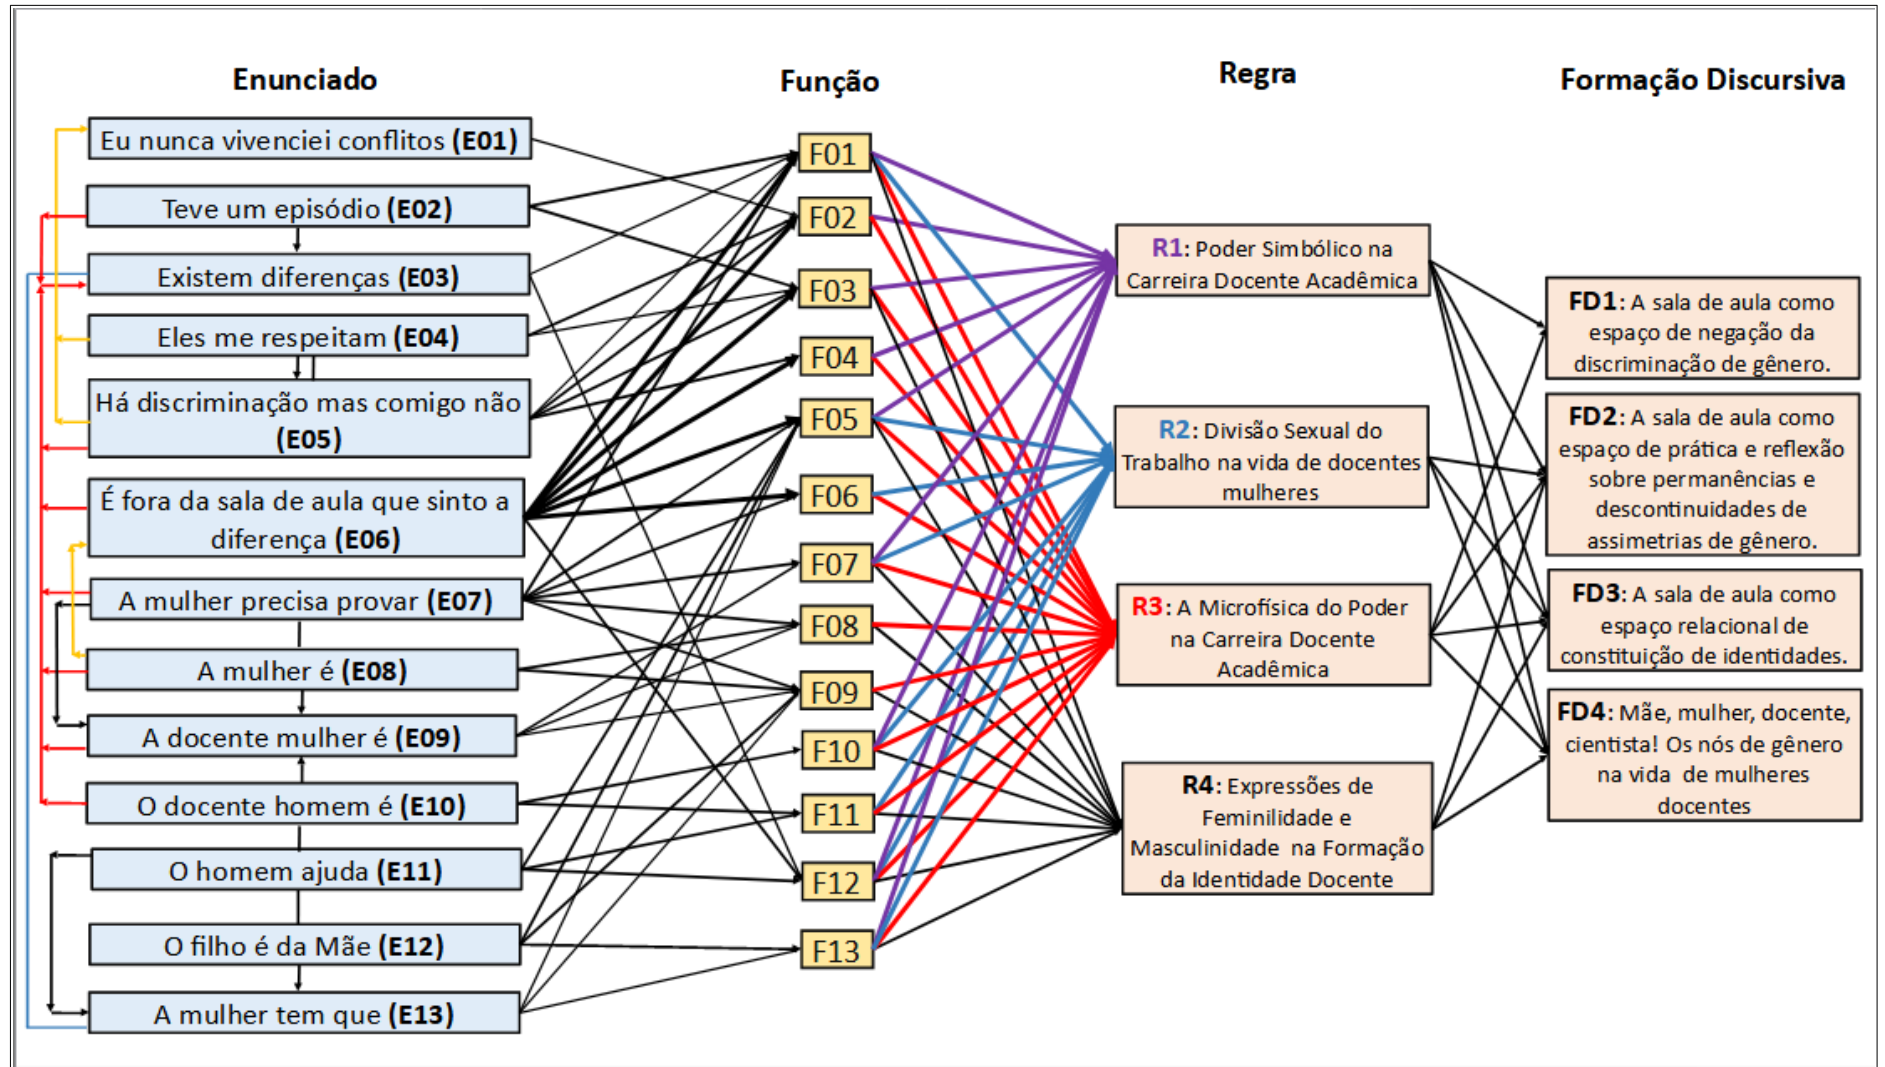 Enunciado
Eu nunca vivenciei conflitos (E01)
Teve um episódio (E02)
Existem diferenças (E03)
Eles me respeitam (E04)
Há discriminação mas comigo não
(E05)
É fora da sala de aula que sinto a
diferença (E06)
A mulher precisa provar (E07)
A mulher é (E08)
A docente mulher é (E09)
O docente homem é (E10)
O homem ajuda (E11)
O filho é da Mãe (E12)
A mulher tem que (E13)
Função
F01
F02
F03
F04
F05
F06
F07
F08
F09
F10
F11
F12
F13
Regra
R1: Poder Simbólico na
Carreira Docente Acadêmica
R2: Divisão Sexual do
Trabalho na vida de docentes
mulheres
R3: A Microfísica do Poder
na Carreira Docente
Acadêmica
R4: Expressões de
Feminilidade e
Masculinidade na Formação
da Identidade Docente
Formação Discursiva
FD1: A sala de aula como
espaço de negação da
discriminação de gênero.
FD2: A sala de aula como
espaço de prática e reflexão
sobre permanências e
descontinuidades de
assimetrias de gênero.
FD3: A sala de aula como
espaço relacional de
constituição de identidades.
FD4: Mãe, mulher, docente,
cientista! Os nós de gênero
na vida de mulheres
docentes